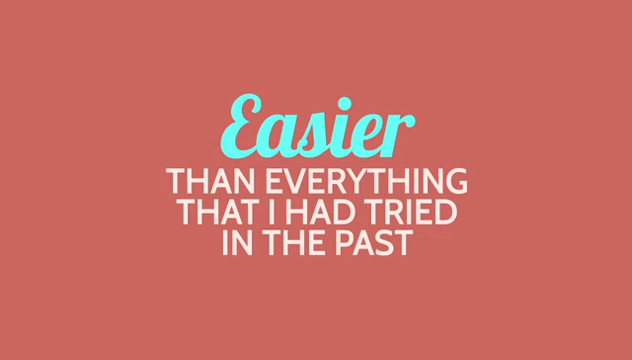 Easier
THAN EVERYTHING
THAT I HAD TRIED
IN THE PAST